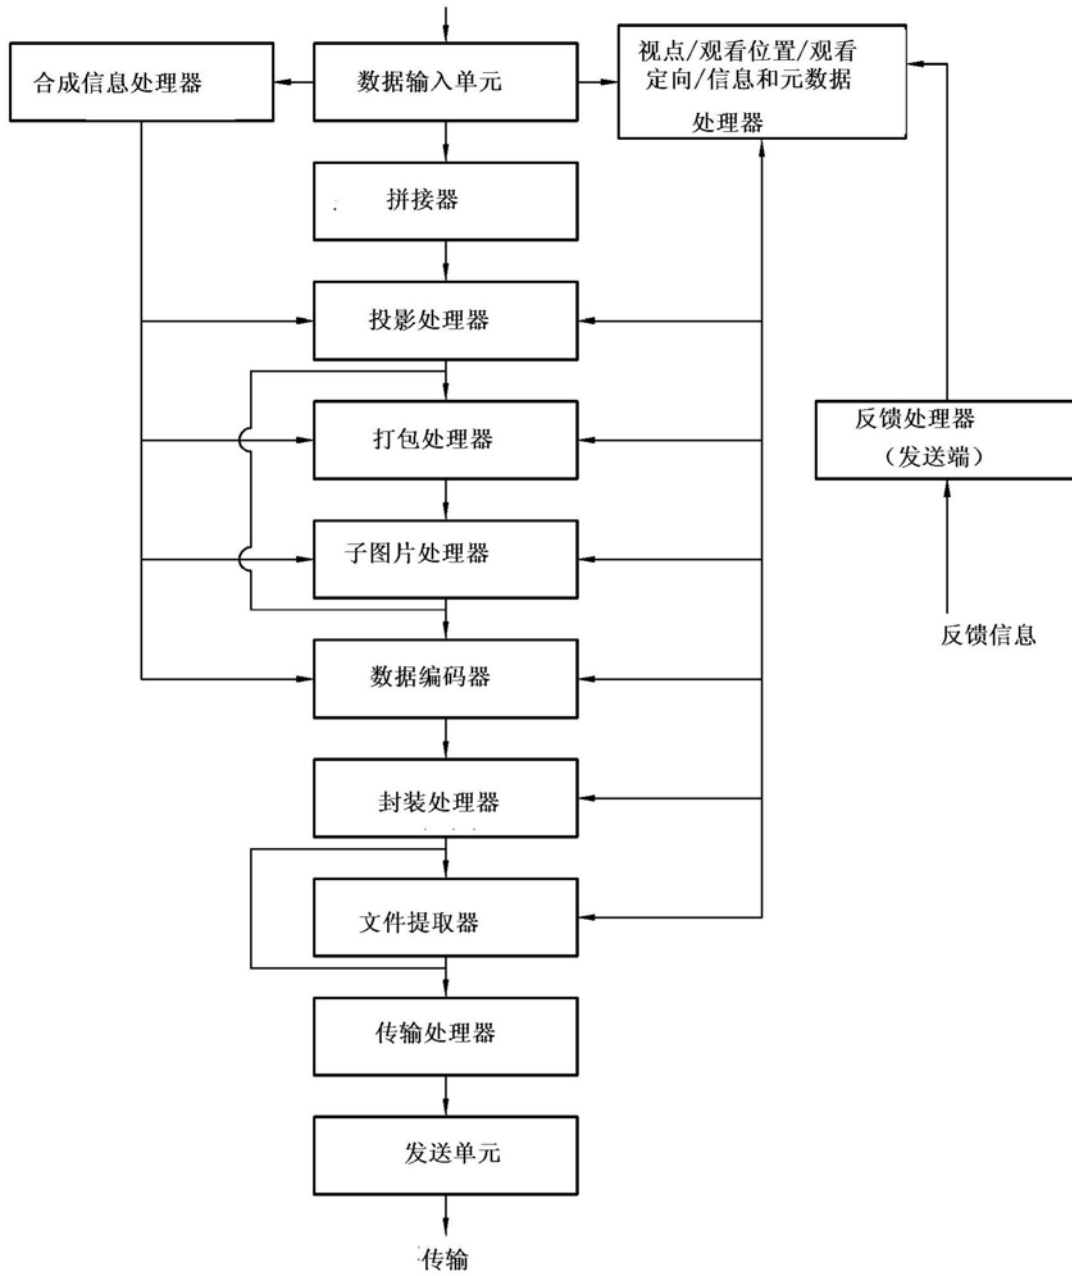 合成信息处理器
数据输入单元
视点/观看位置/观看
定向/信息和元数据
处理器
拼接器
投影处理器
打包处理器
反馈处理器
（发送端）
子图片处理器
反馈信息
数据编码器
封装处理器
文件提取器
传输处理器
发送单元
传输